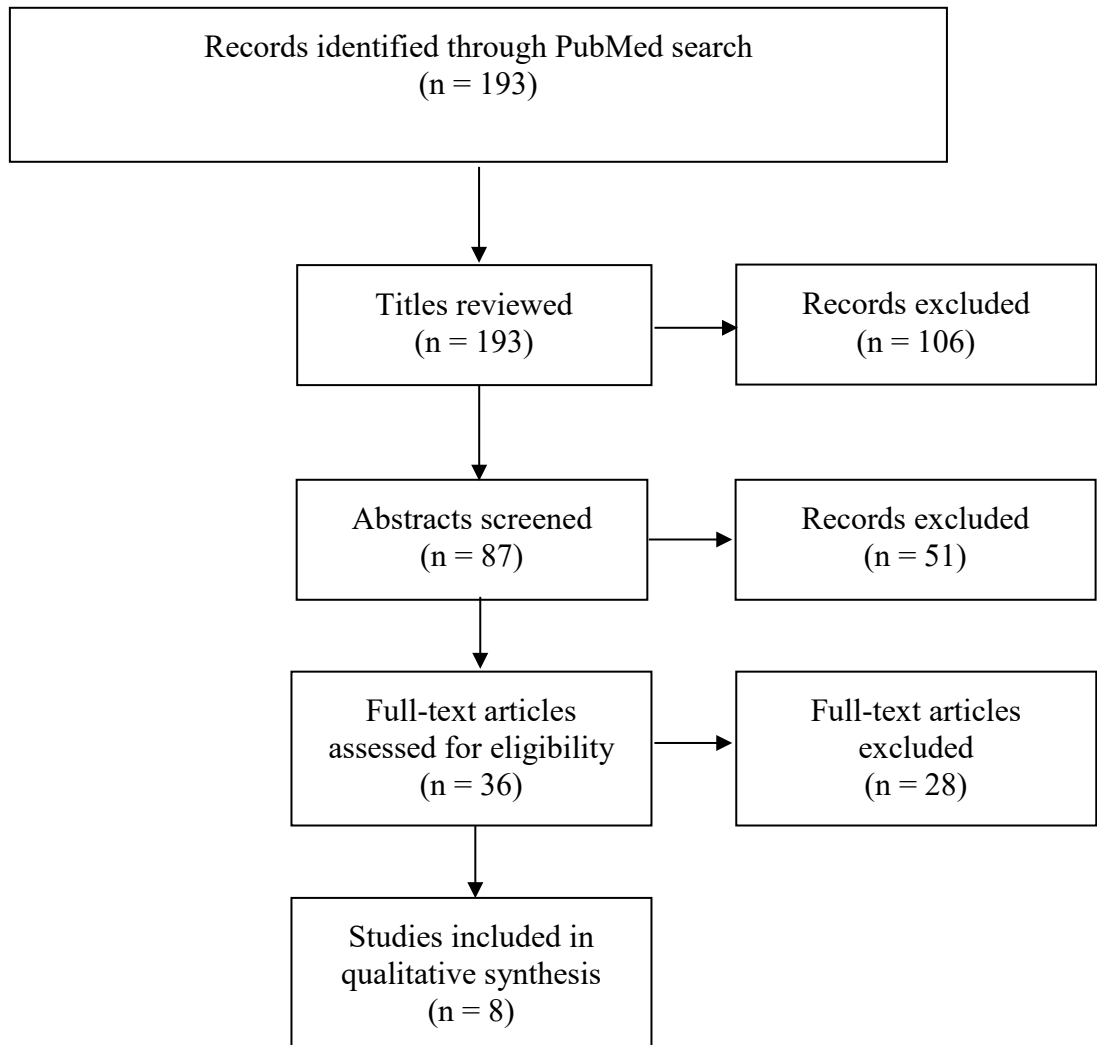 Records identified through PubMed search
(n = 193)
Titles reviewed
(n = 193)
Records excluded
(n = 106)
Abstracts screened
(n = 87)
Records excluded
(n = 51)
Full-text articles
assessed for eligibility
(n = 36)
Full-text articles
excluded
(n = 28)
Studies included in
qualitative synthesis
(n = 8)